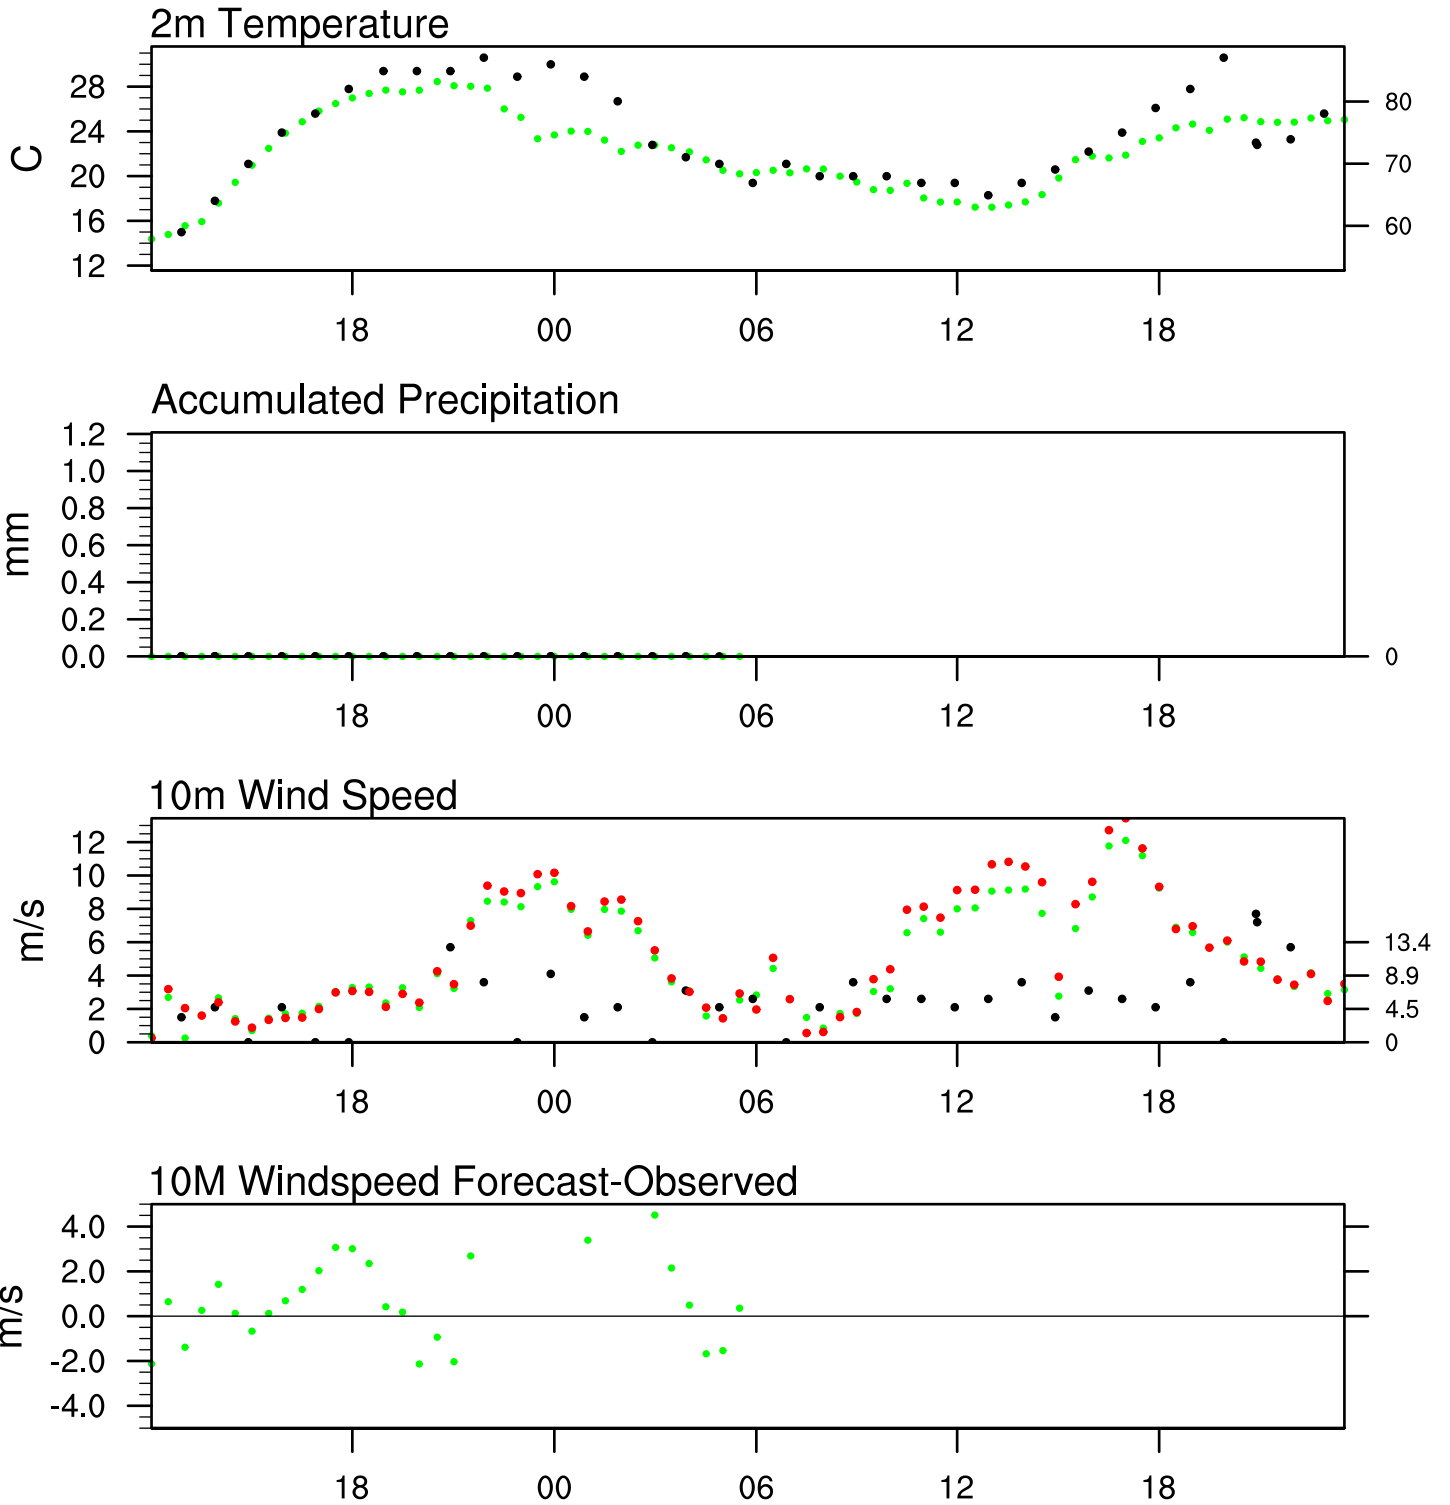 2m Temperature
28
24
20
16
12
C
80
70
60
18 00 06 12 18
Accumulated Precipitation
1.2
1.0
0.8
0.6
0.4
0.2
0.0
mm
0
18 00 06 12 18
10m Wind Speed
12
10
8
6
4
2
0
m/s
13.4
8.9
4.5
0
18 00 06 12 18
10M Windspeed Forecast-Observed
4.0
2.0
0.0
-2.0
-4.0
m/s
18 00 06 12 18